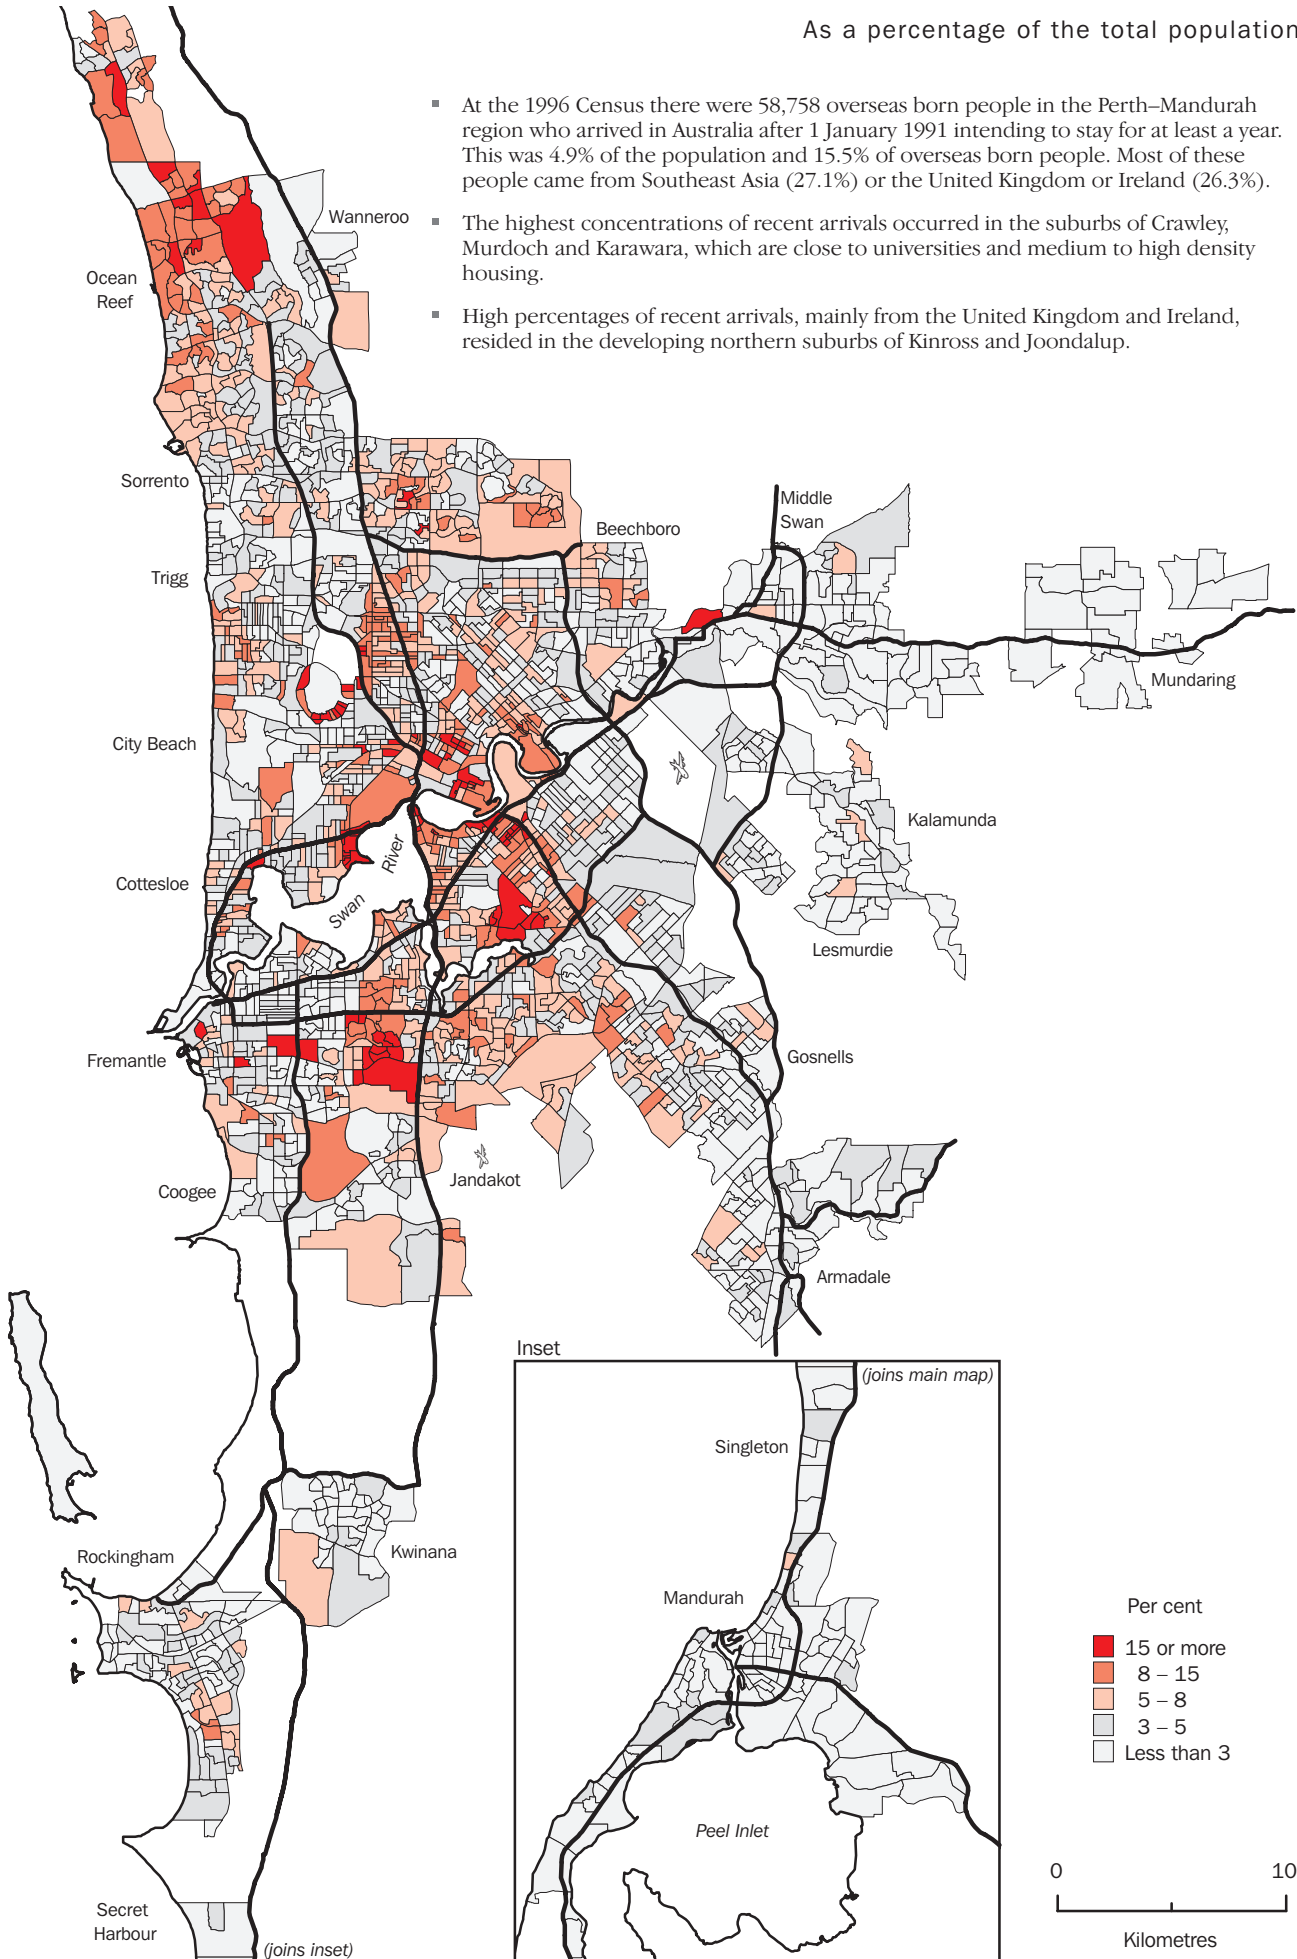 As a percentage of the total population
▪ At the 1996 Census there were 58,758 overseas born people in the Perth–Mandurah
region who arrived in Australia after 1 January 1991 intending to stay for at least a year.
This was 4.9% of the population and 15.5% of overseas born people. Most of these
people came from Southeast Asia (27.1%) or the United Kingdom or Ireland (26.3%).
▪ The highest concentrations of recent arrivals occurred in the suburbs of Crawley,
Murdoch and Karawara, which are close to universities and medium to high density
housing.
▪ High percentages of recent arrivals, mainly from the United Kingdom and Ireland,
resided in the developing northern suburbs of Kinross and Joondalup.
Wanneroo
Ocean
Reef
Sorrento
Middle
Swan
Beechboro
Trigg
Mundaring
City Beach
Kalamunda
River
Swan
Cottesloe
Lesmurdie
Fremantle
Gosnells
Jandakot
Coogee
Armadale
Inset
(joins main map)
Singleton
Kwinana
Rockingham
Mandurah
Per cent
15 or more
8 – 15
5 – 8
3 – 5
Less than 3
Peel Inlet
0 10
Kilometres
Secret
Harbour
(joins inset)